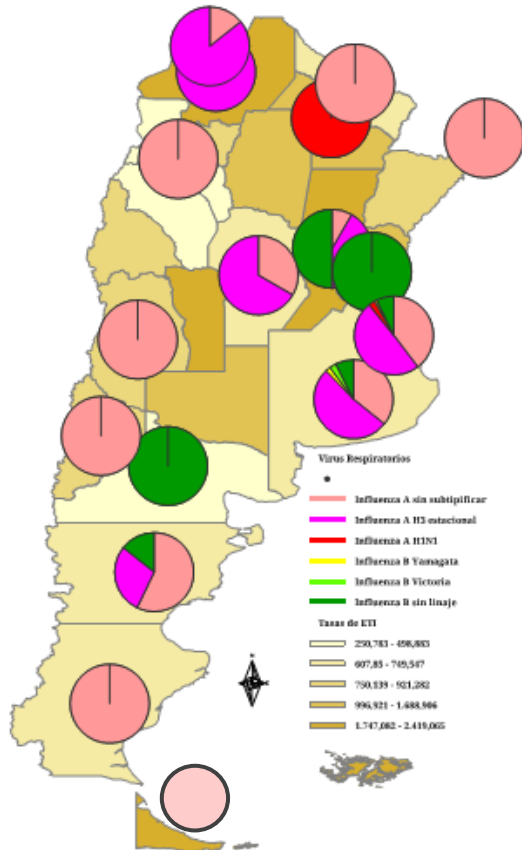 Virus Respiratorios
Influenza A sin subtipificar
Influenza A H3 estacional
Influenza A H1N1
Influenza B Yamagata
Influenza B Victoria
Influenza B sin linaje
Tasas de ETI
250,783 - 498,883
607,85 - 749,547
750,139 - 921,282
996,921 - 1.688,906
1.747,082 - 2.419,065